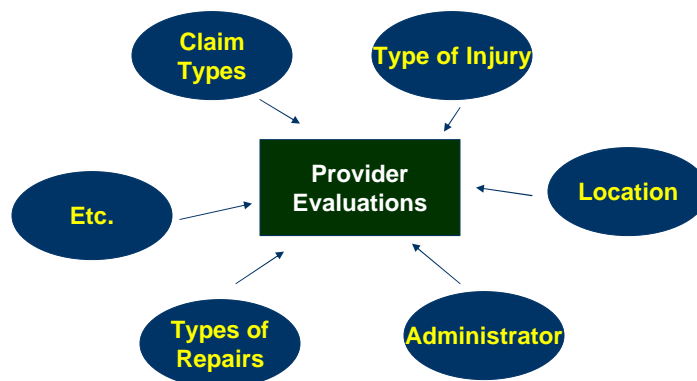 Claim
Types
Type of Injury
Provider
Evaluations
Location
Etc.
Types of
Repairs
Administrator